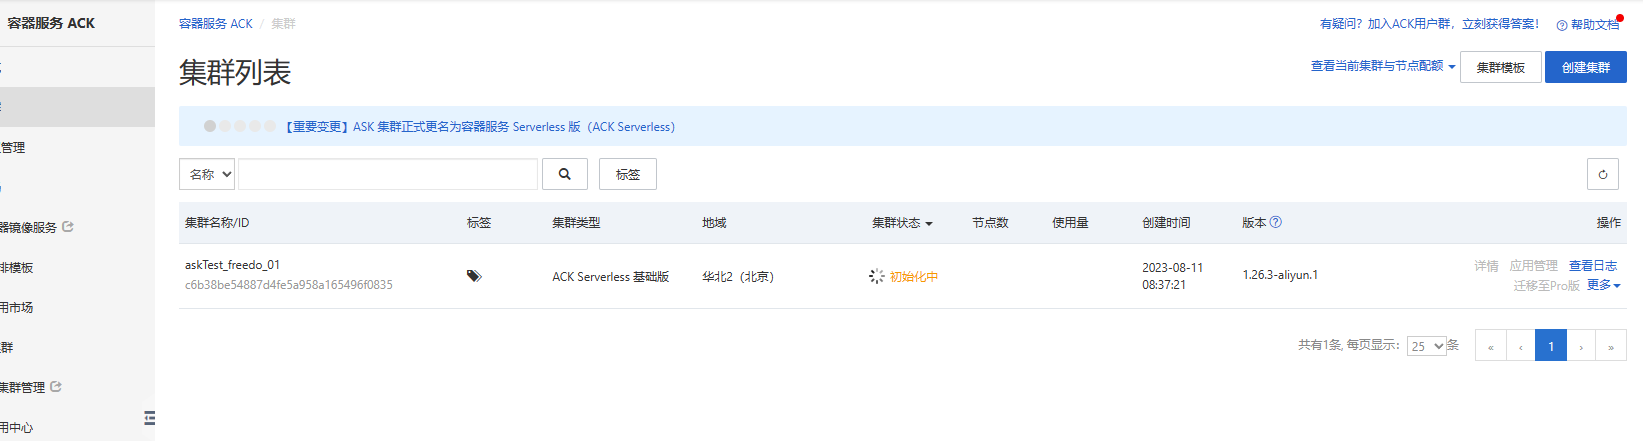 容器服务 ACK
容器服务 ACK / 集群
有疑问？加入ACK用户群，立刻获得答案！ 帮助文档
集群列表
查看当前集群与节点配额 集群模板 创建集群
【重要变更】ASK 集群正式更名为容器服务 Serverless 版（ACK Serverless）
管理
名称 标签
集群名称/ID 标签 集群类型 地域 集群状态 节点数 使用量 创建时间 版本 操作
器镜像服务
askTest_freedo_01
c6b38be54887d4fe5a958a165496f0835
ACK Serverless 基础版 华北2（北京） 初始化中
2023-08-11
08:37:21
1.26.3-aliyun.1
详情 应用管理 查看日志
迁移至Pro版 更多
排模板
用市场
群
共有1条, 每页显示： 25 条 « ‹ 1 › »
集群管理
用中心